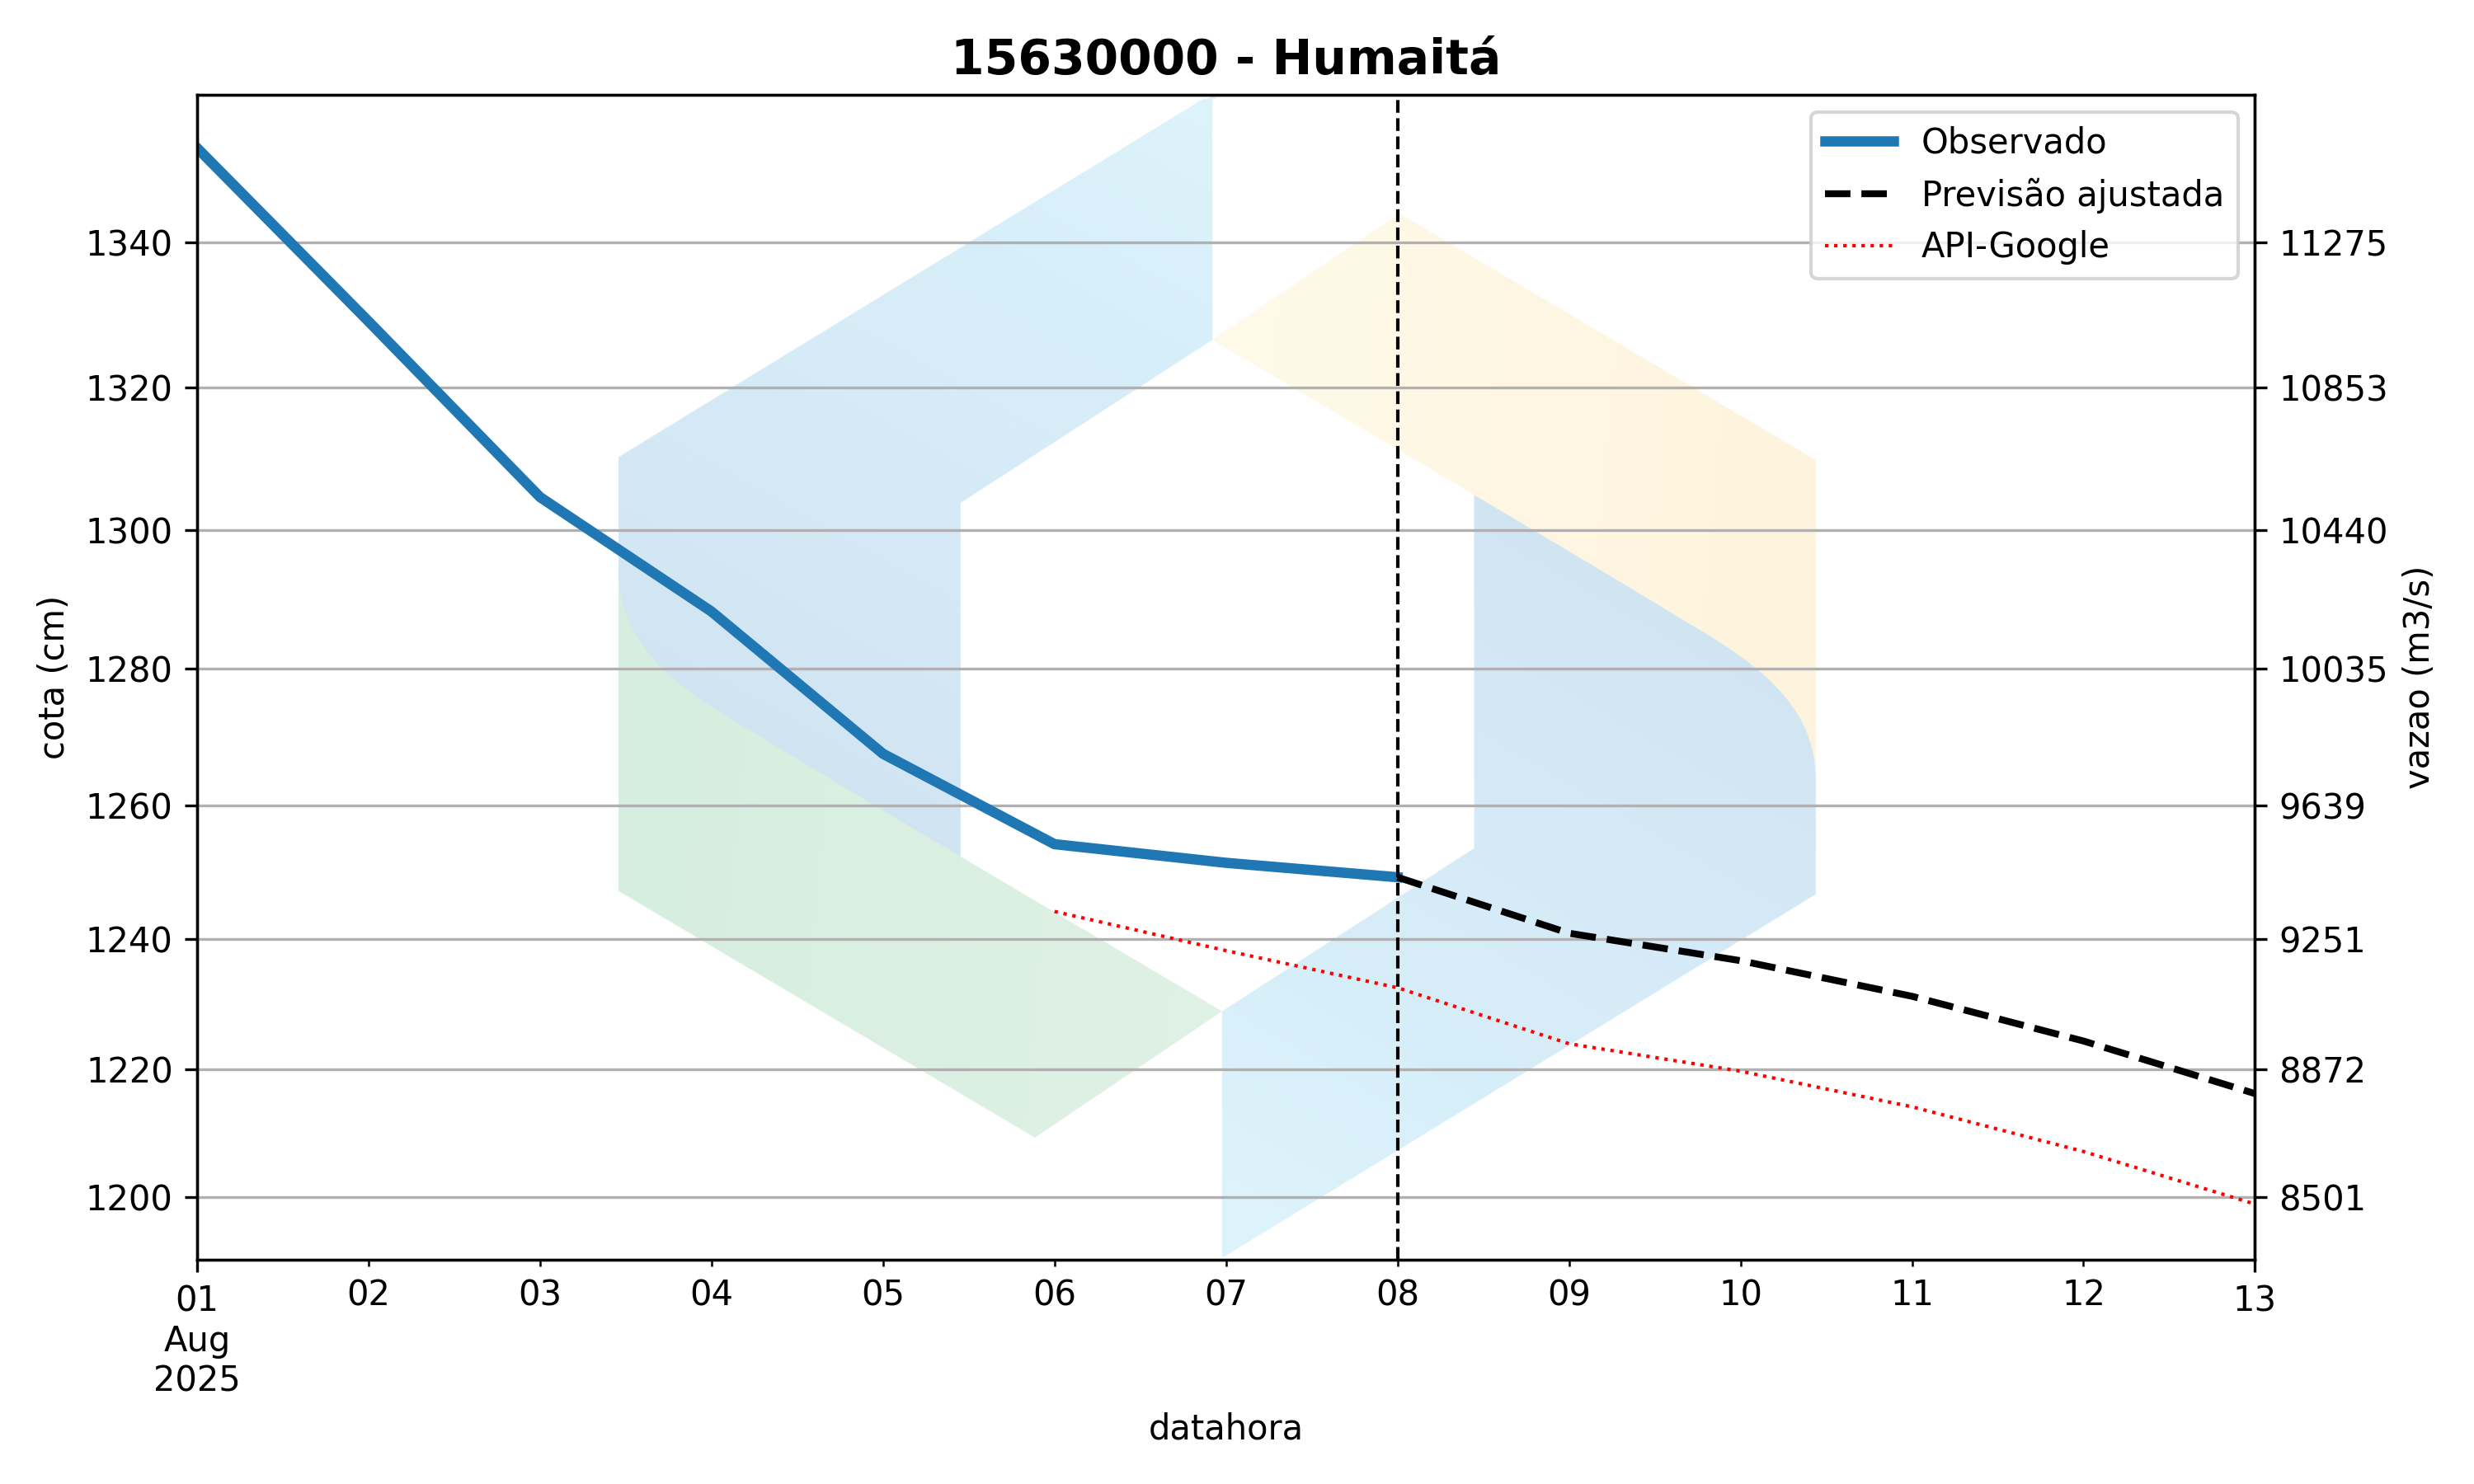 15630000 - Humaitá
Observado
Previsão ajustada
API-Google
cota (cm)
1340
1320
1300
1280
1260
1240
1220
1200
11275
10853
10440
10035
9639
9251
8872
8501
vazao (m3/s)
01 02 03 04 05 06 07 08 09 10 11 12 13
Aug
2025
datahora